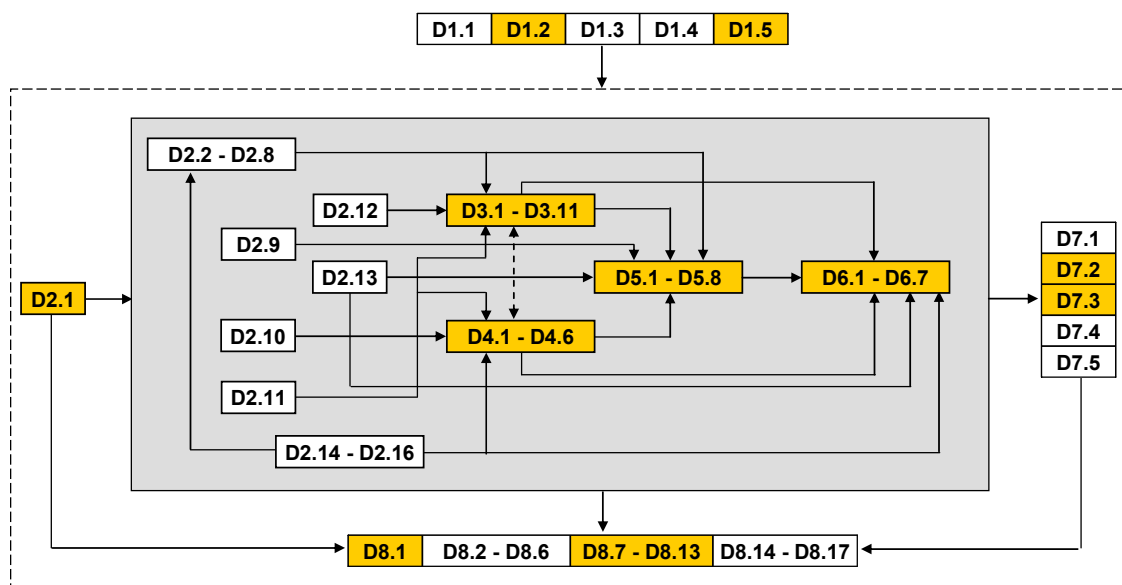 D1.1 D1.2 D1.3 D1.4 D1.5
D2.2 - D2.8
D2.12
D3.1 - D3.11
D2.9
D2.13
D5.1 - D5.8
D6.1 - D6.7
D2.1
D2.10
D4.1 - D4.6
D2.11
D2.14 - D2.16
D7.1
D7.2
D7.3
D7.4
D7.5
D8.1 D8.2 - D8.6 D8.7 - D8.13 D8.14 - D8.17